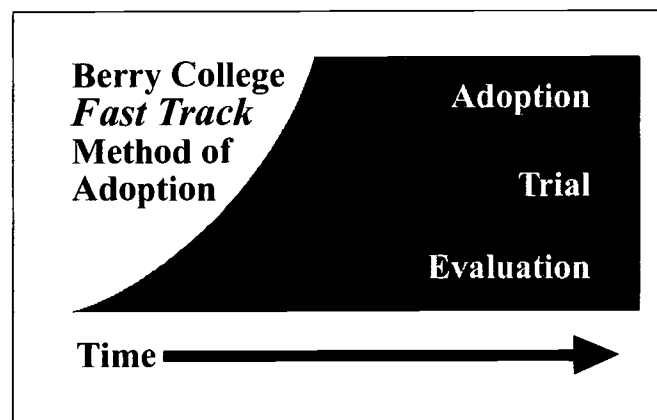 Berry College
Fast Track
Method of
Adoption
Adoption
Trial
Evaluation
Time